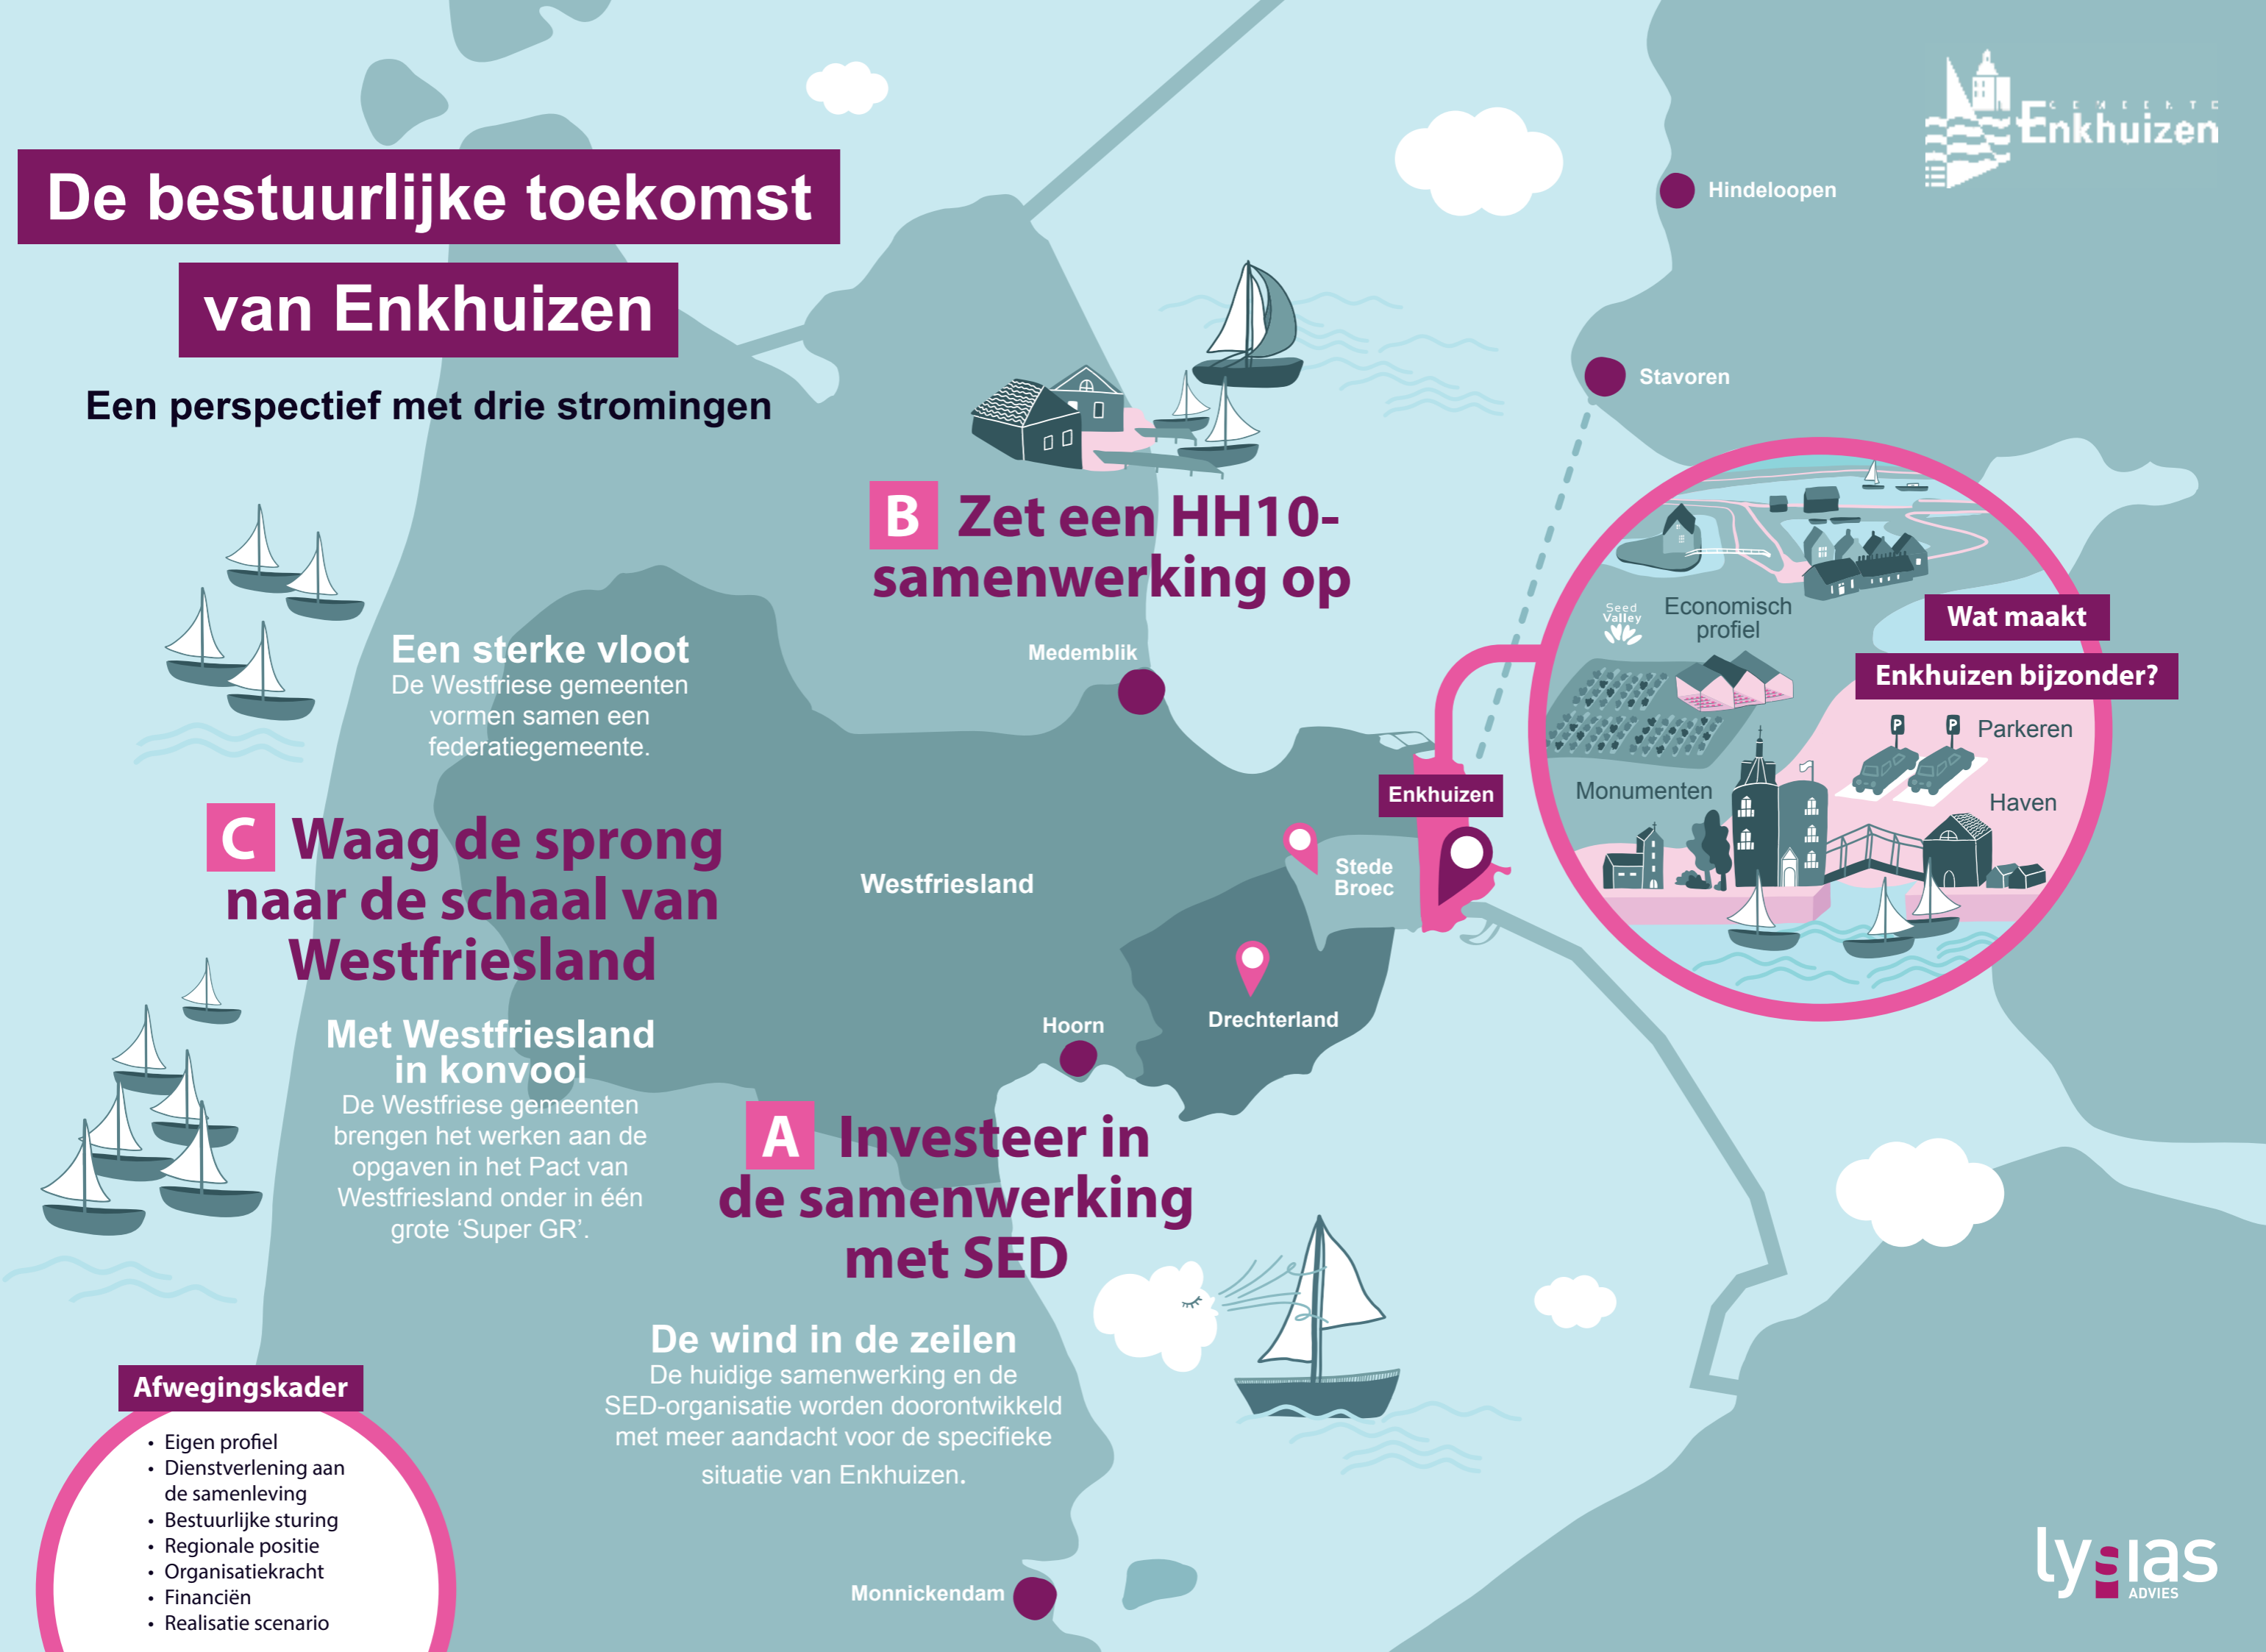 De bestuurlijke toekomst
van Enkhuizen
Een perspectief met drie stromingen
GEMEENTE
Enkhuizen
Hindeloopen
Stavoren
B Zet een HH10-
samenwerking op
Medemblik
Een sterke vloot
De Westfriese gemeenten
vormen samen een
federatiegemeente.
C Waag de sprong
naar de schaal van
Westfriesland
Met Westfriesland
in konvooi
De Westfriese gemeenten
brengen het werken aan de
opgaven in het Pact van
Westfriesland onder in één
grote ‘Super GR’.
Westfriesland
Enkhuizen
Stede
Broec
Drechterland
Hoorn
Wat maakt
Enkhuizen bijzonder?
Seed
Valley
Economisch
profiel
P
P
Parkeren
Monumenten
Haven
A Investeer in
de samenwerking
met SED
De wind in de zeilen
De huidige samenwerking en de
SED-organisatie worden doorontwikkeld
met meer aandacht voor de specifieke
situatie van Enkhuizen.
Monnickendam
Afwegingskader
• Eigen profiel
• Dienstverlening aan
de samenleving
• Bestuurlijke sturing
• Regionale positie
• Organisatiekracht
• Financiën
• Realisatie scenario
lysias
ADVIES